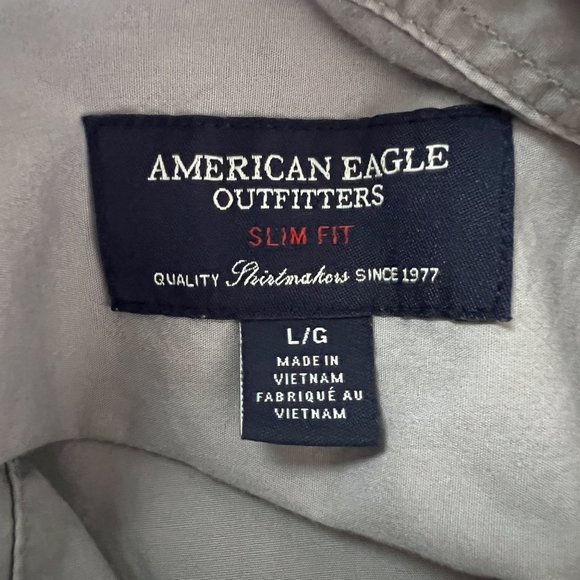 AMERICAN EAGLE
OUTFITTERS
SLIM FIT
QUALITY Shirtmakers SINCE 1977
L/G
MADE IN
VIETNAM
FABRIQUÉ AU
VIETNAM